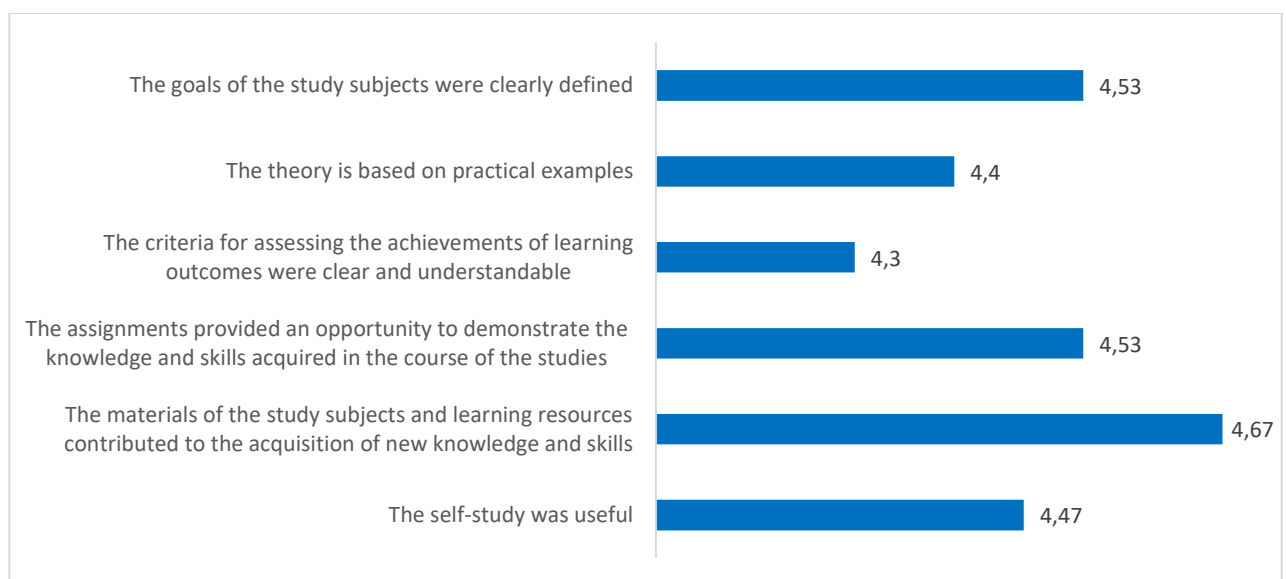 The goals of the study subjects were clearly defined
4,53
The theory is based on practical examples
4,4
The criteria for assessing the achievements of learning
outcomes were clear and understandable
4,3
The assignments provided an opportunity to demonstrate the
knowledge and skills acquired in the course of the studies
4,53
The materials of the study subjects and learning resources
contributed to the acquisition of new knowledge and skills
4,67
The self-study was useful
4,47